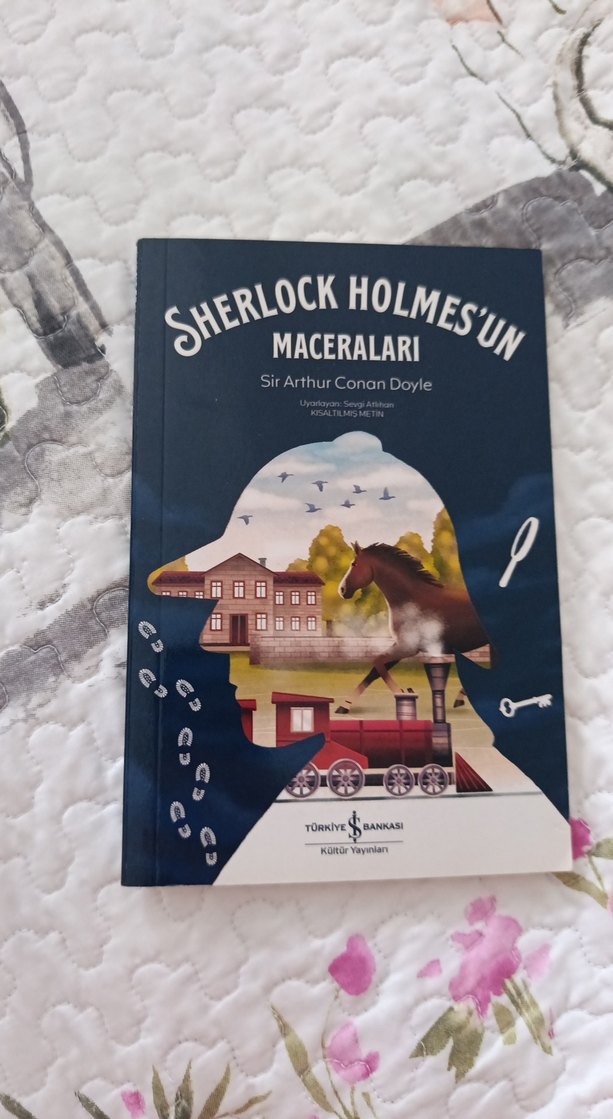 SHERLOCK HOLMES'UN
MACERALARI
Sir Arthur Conan Doyle
Uyarlayan: Sevgi Atlıhan
KISALTILMIŞ METİN
TÜRKİYE İŞ BANKASI
Kültür Yayınları